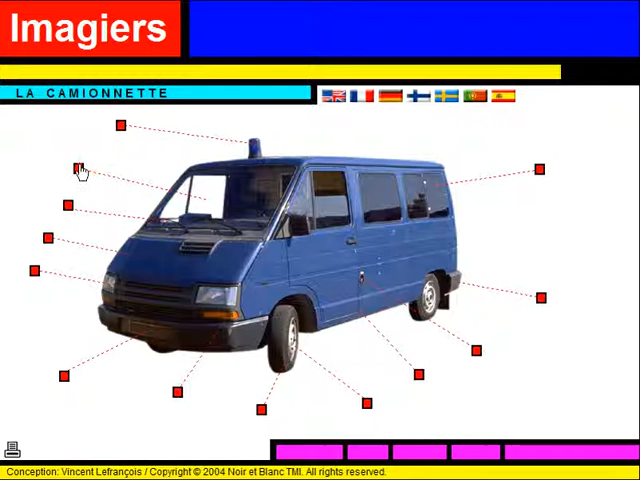 Imagiers
LA CAMIONNETTE
Conception: Vincent Lefrançois / Copyright © 2004 Noir et Blanc TMI. All rights reserved.